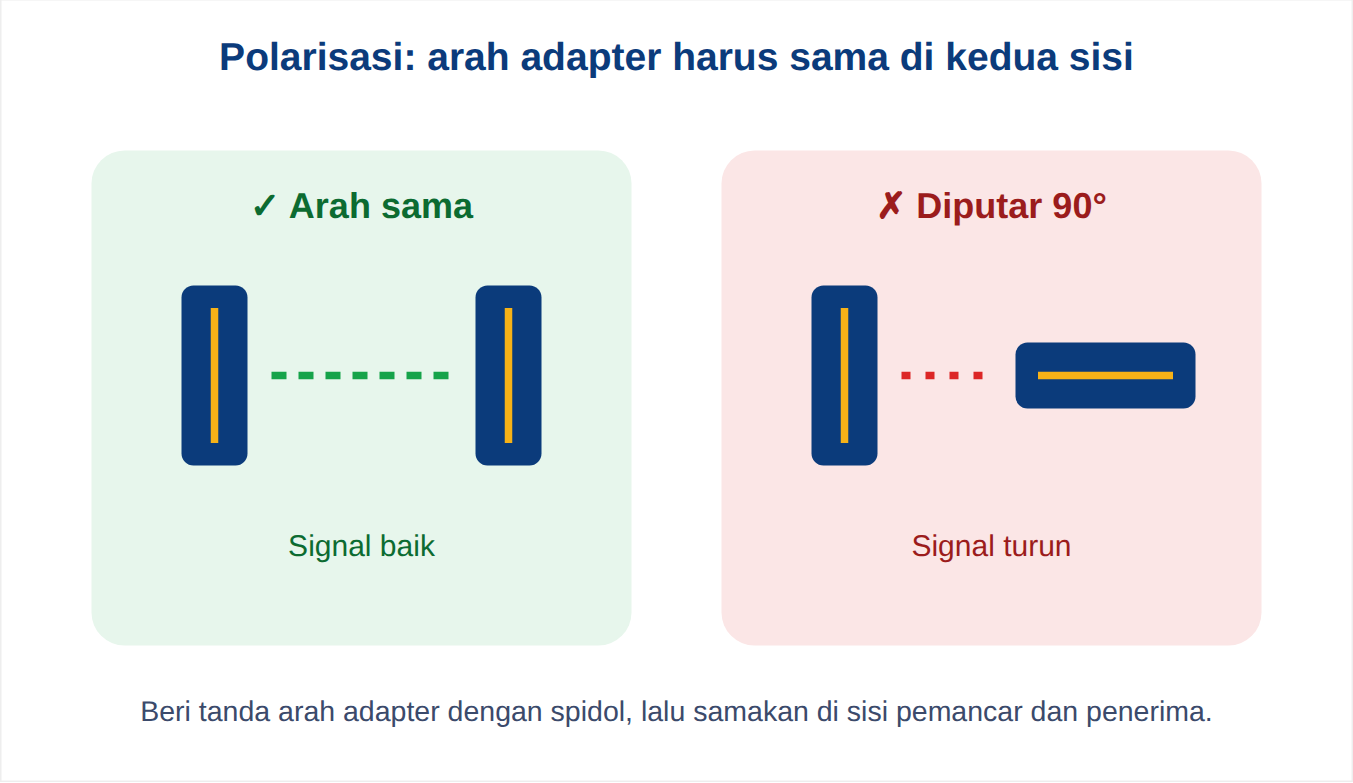 Polarisasi: arah adapter harus sama di kedua sisi
✓ Arah sama
✗ Diputar 90°
Signal baik
Signal turun
Beri tanda arah adapter dengan spidol, lalu samakan di sisi pemancar dan penerima.